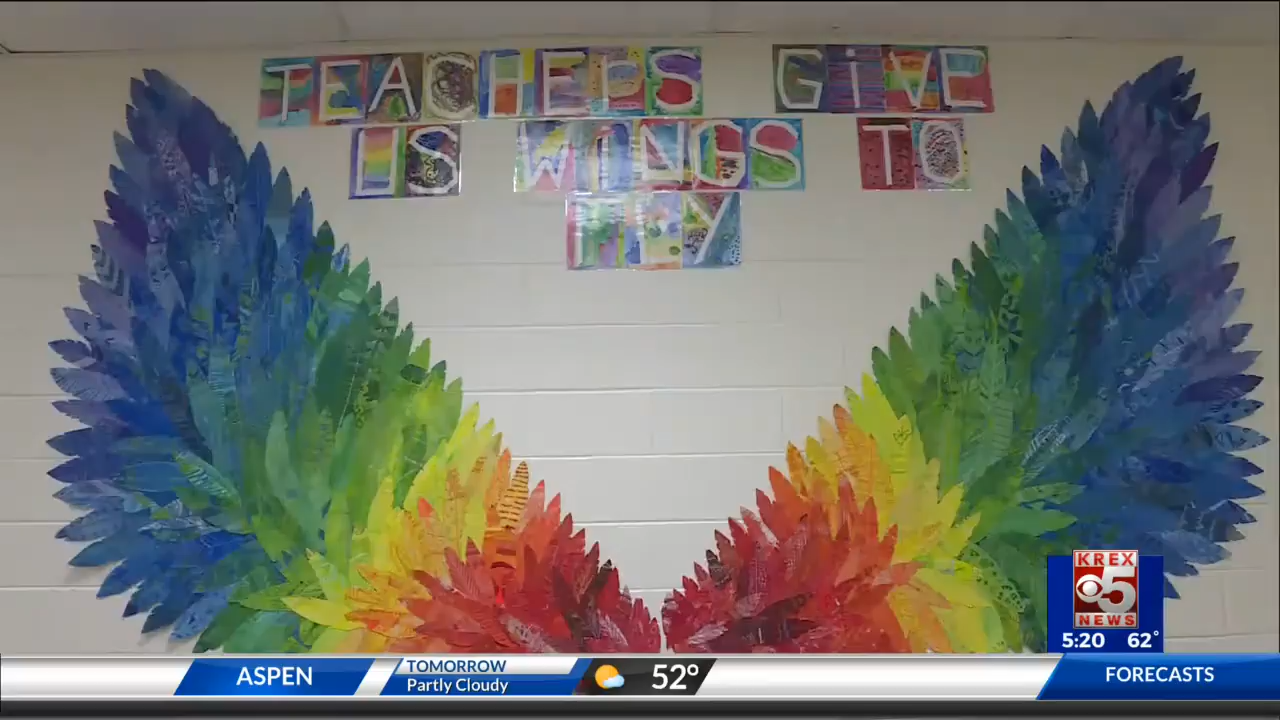 TEACHERS GIVE
US WINGS TO
FLY
KREX
5
NEWS
5:20 62°
ASPEN
TOMORROW
Partly Cloudy
52°
FORECASTS